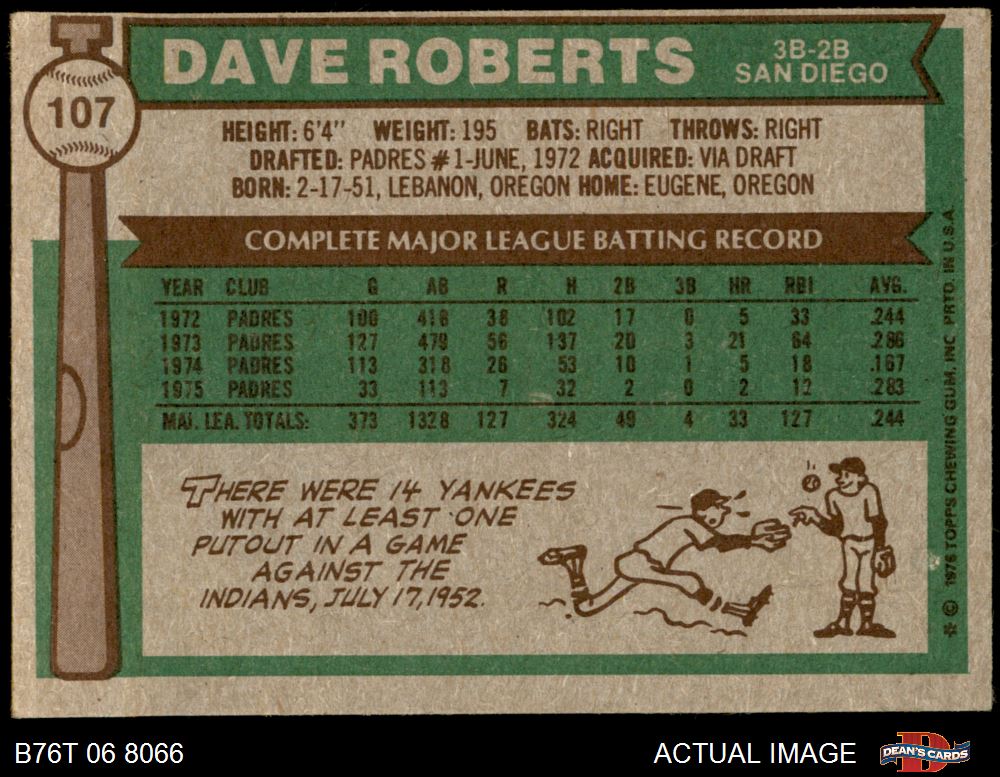 107
DAVE ROBERTS
3B-2B
SAN DIEGO
HEIGHT: 6'4" WEIGHT: 195 BATS: RIGHT THROWS: RIGHT
DRAFTED: PADRES #1-JUNE, 1972 ACQUIRED: VIA DRAFT
BORN: 2-17-51, LEBANON, OREGON HOME: EUGENE, OREGON
COMPLETE MAJOR LEAGUE BATTING RECORD
YEAR CLUB G AB R H 2B 3B HR RBI AVG.
1972 PADRES 100 418 38 102 17 0 5 33 .244
1973 PADRES 127 479 56 137 20 3 21 64 .286
1974 PADRES 113 318 26 53 10 1 5 18 .167
1975 PADRES 33 113 7 32 2 0 2 12 .283
MAJ. LEA. TOTALS: 373 1328 127 324 49 4 33 127 .244
THERE WERE 14 YANKEES
WITH AT LEAST ONE
PUTOUT IN A GAME
AGAINST THE
INDIANS, JULY 17, 1952.
* © 1976 TOPPS CHEWING GUM, INC. PRTD. IN U.S.A.
B76T 06 8066
ACTUAL IMAGE
DEAN'S CARDS